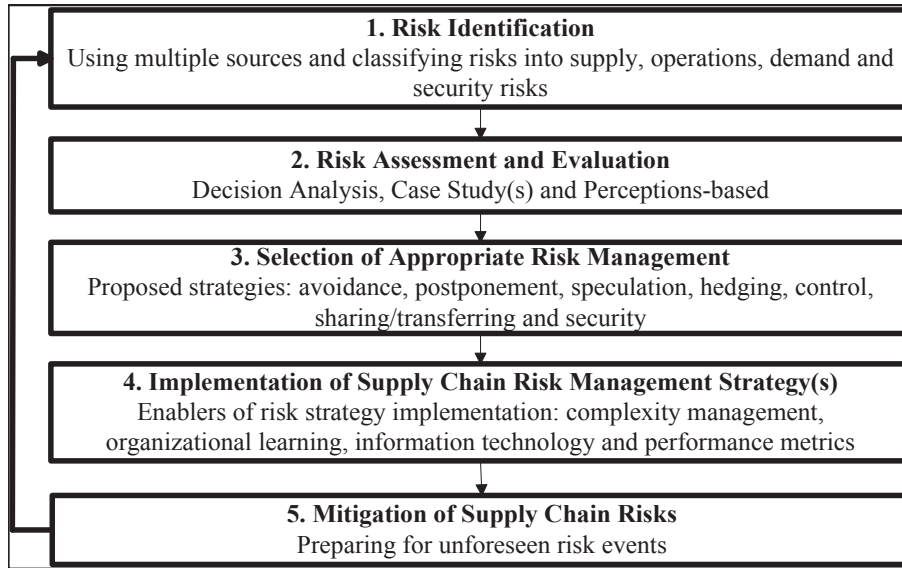 1. Risk Identification
Using multiple sources and classifying risks into supply, operations, demand and
security risks
2. Risk Assessment and Evaluation
Decision Analysis, Case Study(s) and Perceptions-based
3. Selection of Appropriate Risk Management
Proposed strategies: avoidance, postponement, speculation, hedging, control,
sharing/transferring and security
4. Implementation of Supply Chain Risk Management Strategy(s)
Enablers of risk strategy implementation: complexity management,
organizational learning, information technology and performance metrics
5. Mitigation of Supply Chain Risks
Preparing for unforeseen risk events